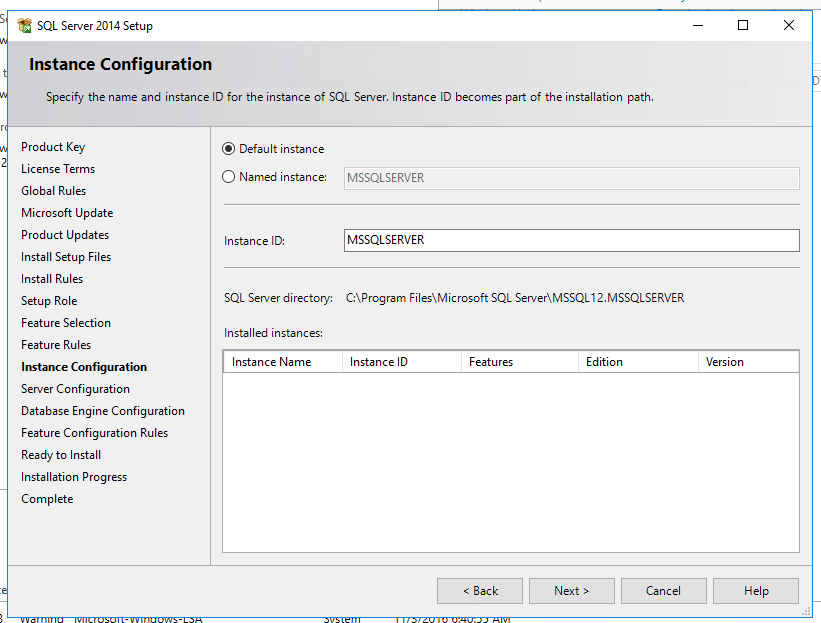 SQL Server 2014 Setup
Instance Configuration
Specify the name and instance ID for the instance of SQL Server. Instance ID becomes part of the installation path.
Product Key
License Terms
Global Rules
Microsoft Update
Product Updates
Install Setup Files
Install Rules
Setup Role
Feature Selection
Feature Rules
Instance Configuration
Server Configuration
Database Engine Configuration
Feature Configuration Rules
Ready to Install
Installation Progress
Complete
Default instance
Named instance: MSSQLSERVER
Instance ID: MSSQLSERVER
SQL Server directory: C:\Program Files\Microsoft SQL Server\MSSQL12.MSSQLSERVER
Installed instances:
Instance Name Instance ID Features Edition Version
< Back Next > Cancel Help
Warning Microsoft-Windows-LSA System 11/3/2016 6:40:55 AM